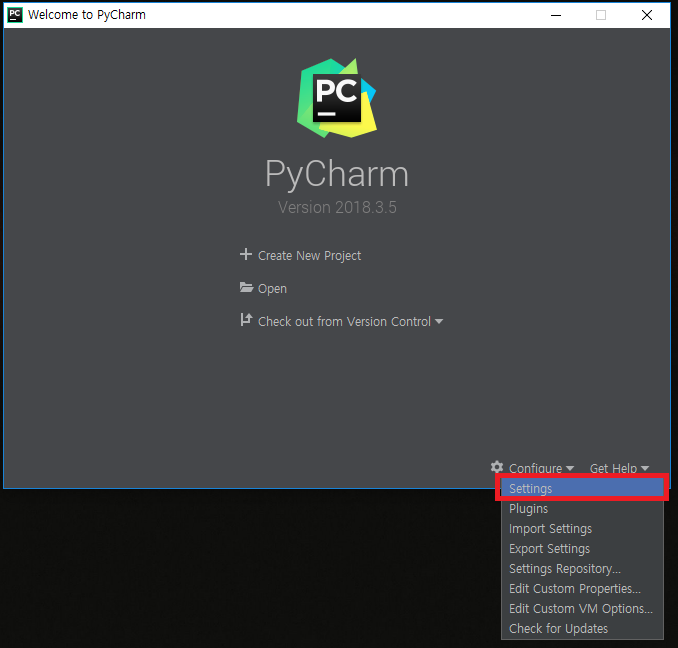 PC Welcome to PyCharm
PC
PyCharm
Version 2018.3.5
Create New Project
Open
Check out from Version Control
Configure Get Help
Settings
Plugins
Import Settings
Export Settings
Settings Repository...
Edit Custom Properties...
Edit Custom VM Options...
Check for Updates